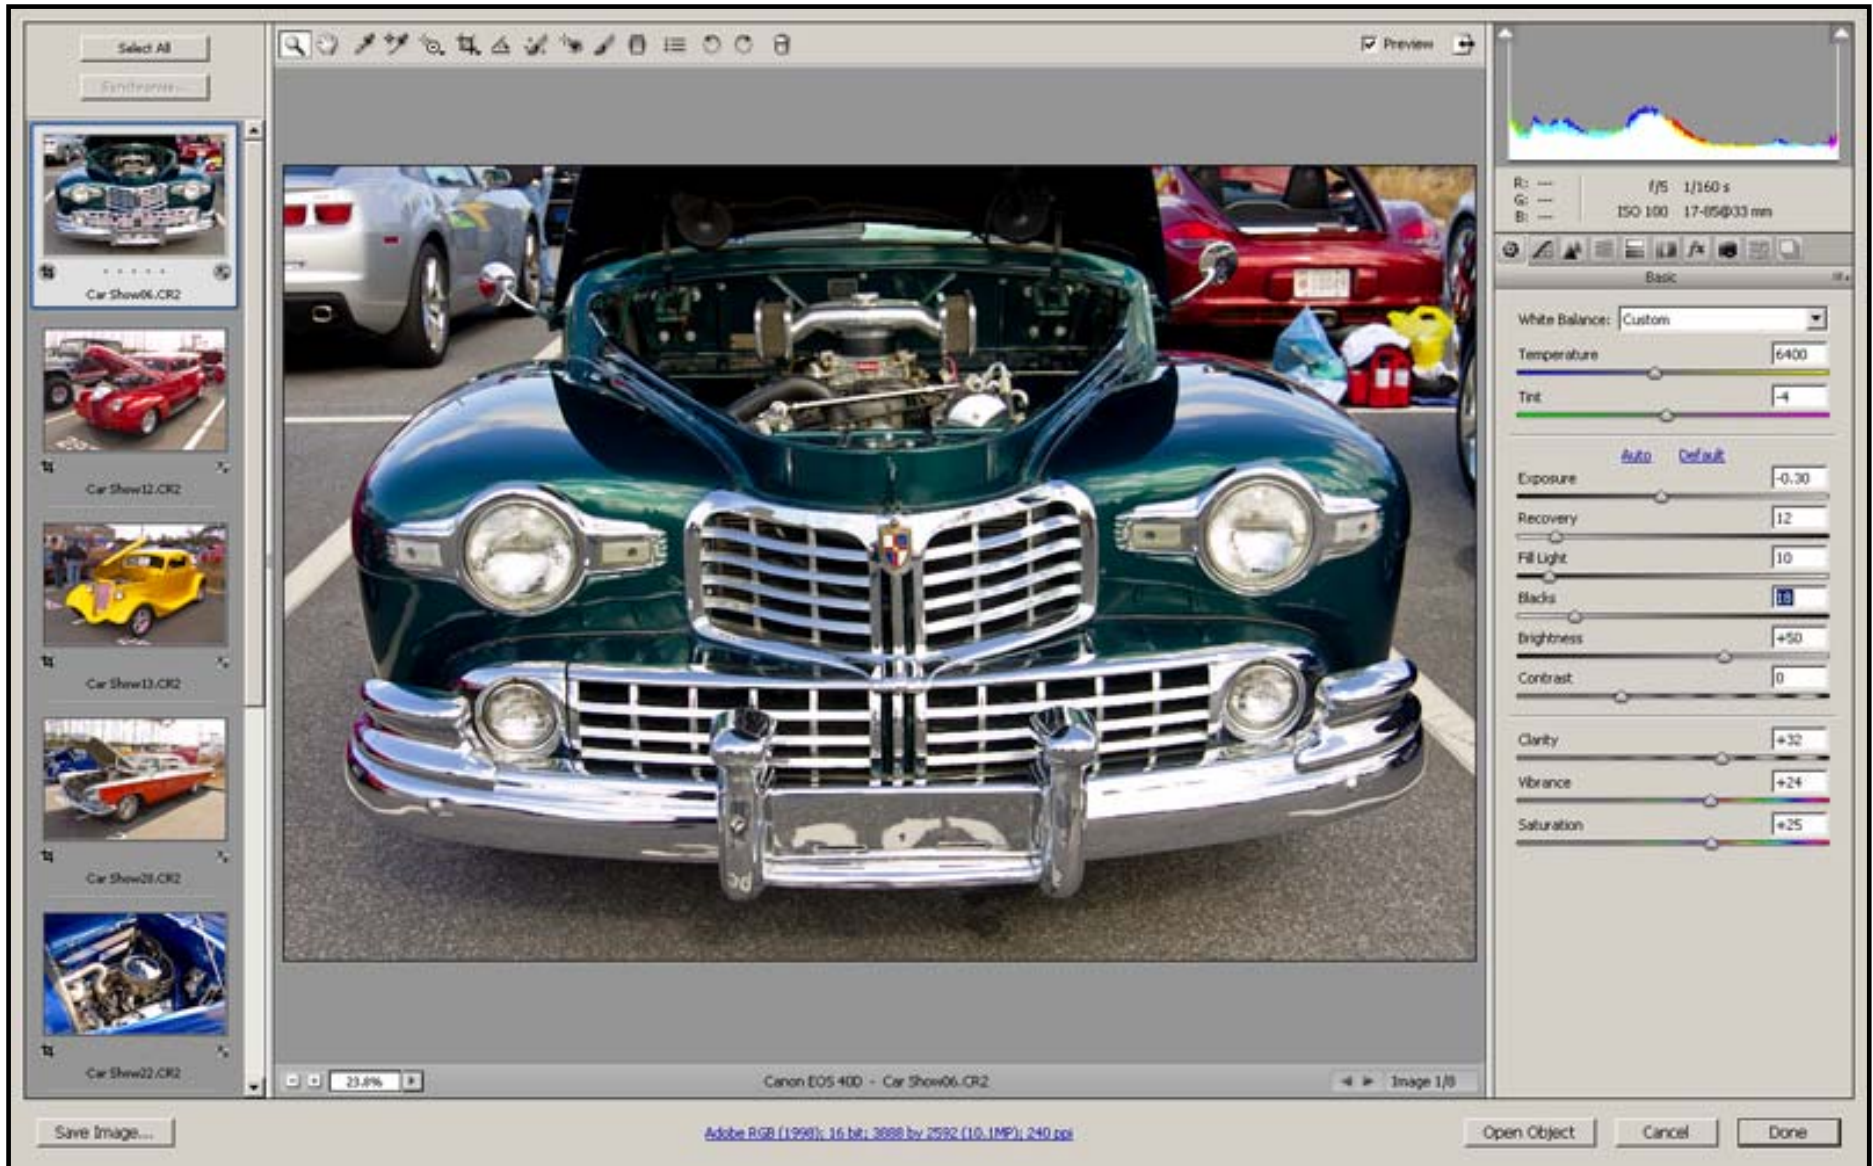 Select All
Synchronize...
Car Show06.CR2
Car Show12.CR2
Car Show13.CR2
Car Show20.CR2
Car Show22.CR2
Preview
23.8%
Canon EOS 40D - Car Show06.CR2
Image 1/8
R: ---
G: ---
B: ---
f/5 1/160 s
ISO 100 17-85@33 mm
Basic
White Balance: Custom
Temperature 6400
Tint -4
Auto Default
Exposure -0.30
Recovery 12
Fill Light 10
Blacks 18
Brightness +50
Contrast 0
Clarity +32
Vibrance +24
Saturation +25
Save Image...
Adobe RGB (1998); 16 bit; 3888 by 2592 (10.1MP); 240 ppi
Open Object
Cancel
Done